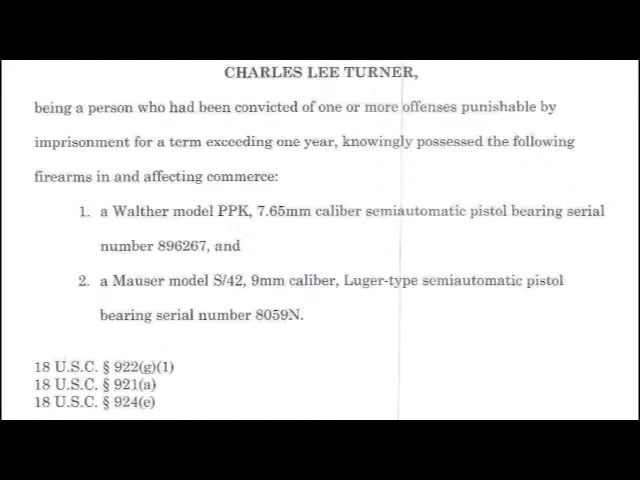 CHARLES LEE TURNER,
being a person who had been convicted of one or more offenses punishable by
imprisonment for a term exceeding one year, knowingly possessed the following
firearms in and affecting commerce:
1. a Walther model PPK, 7.65mm caliber semiautomatic pistol bearing serial
number 896267, and
2. a Mauser model S/42, 9mm caliber, Luger-type semiautomatic pistol
bearing serial number 8059N.
18 U.S.C. § 922(g)(1)
18 U.S.C. § 921(a)
18 U.S.C. § 924(e)